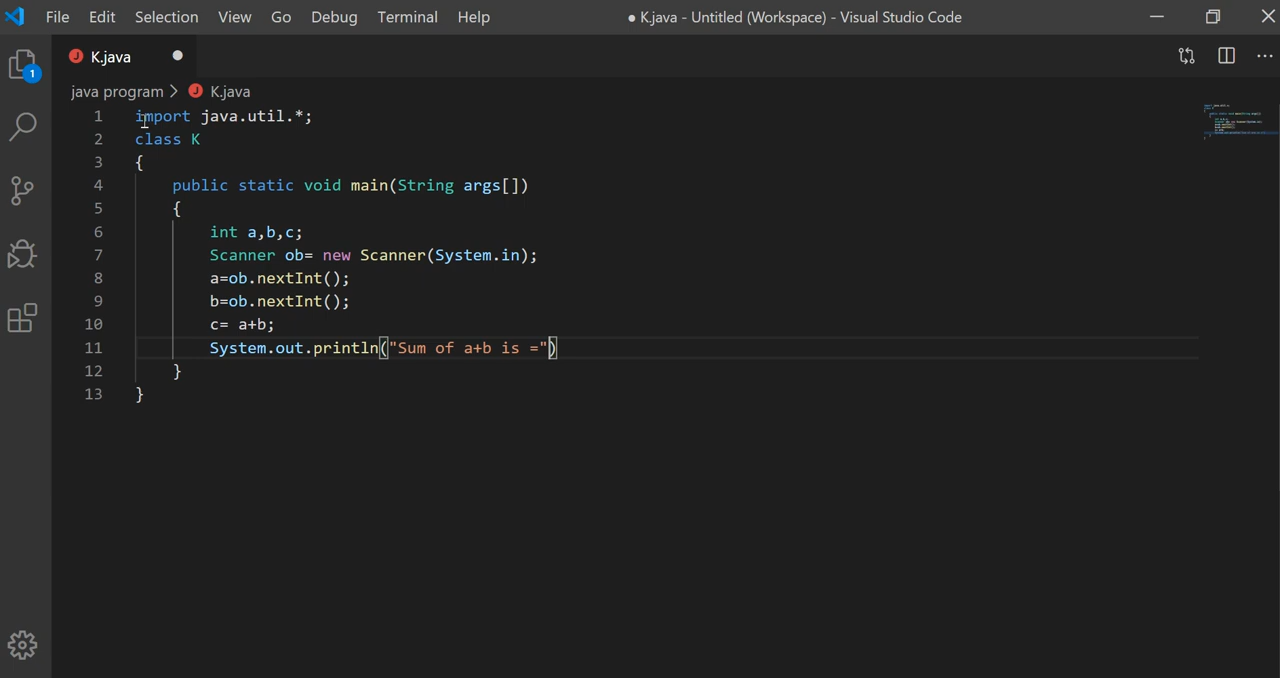 File Edit Selection View Go Debug Terminal Help ● K.java - Untitled (Workspace) - Visual Studio Code
J K.java ●
1
java program > J K.java
1 import java.util.*;
2 class K
3 {
4 public static void main(String args[])
5 {
6 int a,b,c;
7 Scanner ob= new Scanner(System.in);
8 a=ob.nextInt();
9 b=ob.nextInt();
10 c= a+b;
11 System.out.println("Sum of a+b is =")
12 }
13 }